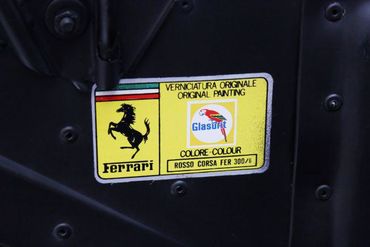 VERNICIATURA ORIGINALE
ORIGINAL PAINTING
Glasurit
COLORE-COLOUR
ROSSO CORSA FER 300/6
Ferrari